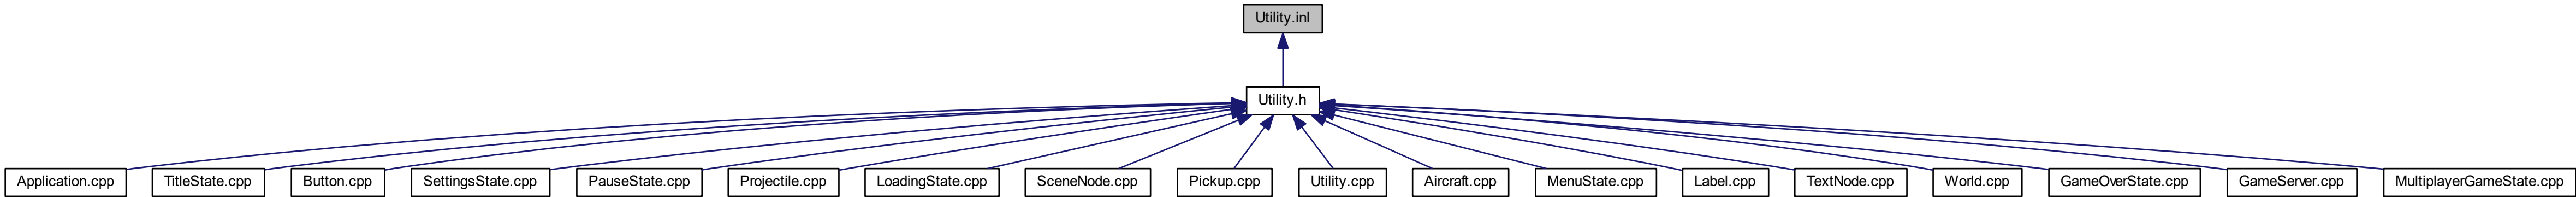 Utility.inl
Utility.h
Application.cpp
TitleState.cpp
Button.cpp
SettingsState.cpp
PauseState.cpp
Projectile.cpp
LoadingState.cpp
SceneNode.cpp
Pickup.cpp
Utility.cpp
Aircraft.cpp
MenuState.cpp
Label.cpp
TextNode.cpp
World.cpp
GameOverState.cpp
GameServer.cpp
MultiplayerGameState.cpp